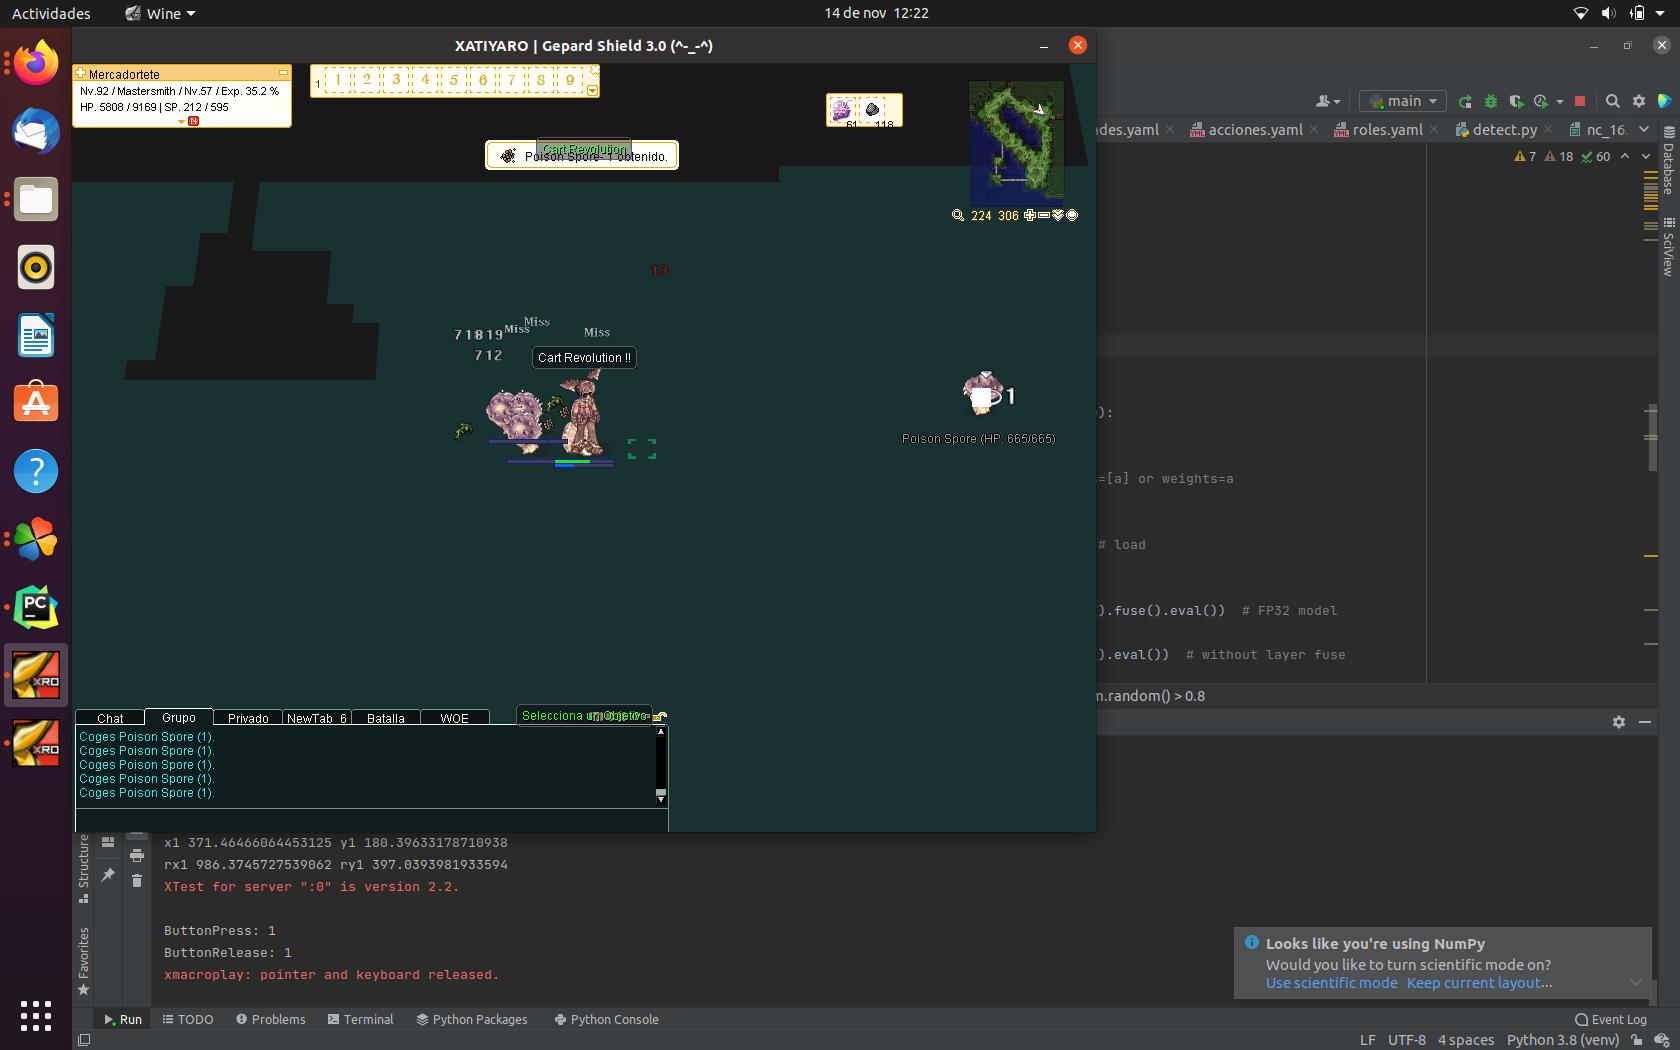 Actividades
Wine
14 de nov 12:22
XATIYARO | Gepard Shield 3.0 (^-_-^)
Mercadortete
Nv.92 / Mastersmith / Nv.57 / Exp. 35.2 %
HP. 5808 / 9169 | SP. 212 / 595
N
1 1 2 3 4 5 6 7 8 9
61 118
Cart Revolution
Poison Spore- 1 obtenido.
224 306
13
71819 Miss Miss Miss
712
Cart Revolution !!
1
Poison Spore (HP: 665/665)
Chat Grupo Privado NewTab 6 Batalla WOE
Selecciona un objetivo
Coges Poison Spore (1).
Coges Poison Spore (1).
Coges Poison Spore (1).
Coges Poison Spore (1).
Coges Poison Spore (1).
main
des.yaml acciones.yaml roles.yaml detect.py nc_16.
7 18 60
Database
SciView
):
=[a] or weights=a
# load
).fuse().eval()) # FP32 model
).eval()) # without layer fuse
m.random() > 0.8
PC
XRO
XRO
Structure
Favorites
x1 371.46466064453125 y1 180.39633178710938
rx1 986.3745727539062 ry1 397.0393981933594
XTest for server ":0" is version 2.2.
ButtonPress: 1
ButtonRelease: 1
xmacroplay: pointer and keyboard released.
Looks like you're using NumPy
Would you like to turn scientific mode on?
Use scientific mode Keep current layout...
Run TODO Problems Terminal Python Packages Python Console
Event Log
LF UTF-8 4 spaces Python 3.8 (venv)